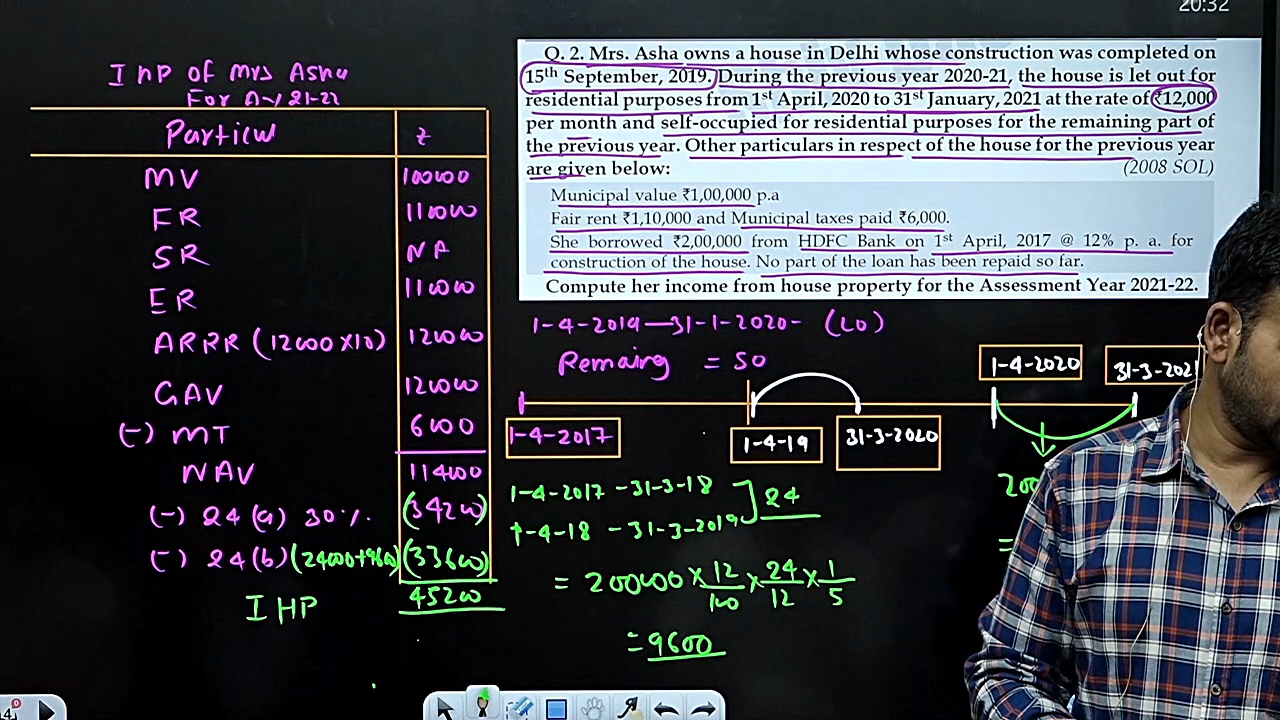 20:32
I HP of Mrs Asha
For A-Y 21-22
Particul ₹
MV 100000
FR 110000
SR NA
ER 110000
ARRR (12000×10) 120000
GAV 120000
(-) MT 6000
NAV 114000
(-) 24(a) 30% (34200)
(-) 24(b) (24000+9600) (33600)
I HP 45200
Q. 2. Mrs. Asha owns a house in Delhi whose construction was completed on
15th September, 2019. During the previous year 2020-21, the house is let out for
residential purposes from 1st April, 2020 to 31st January, 2021 at the rate of ₹12,000
per month and self-occupied for residential purposes for the remaining part of
the previous year. Other particulars in respect of the house for the previous year
are given below: (2008 SOL)
Municipal value ₹1,00,000 p.a
Fair rent ₹1,10,000 and Municipal taxes paid ₹6,000.
She borrowed ₹2,00,000 from HDFC Bank on 1st April, 2017 @ 12% p. a. for
construction of the house. No part of the loan has been repaid so far.
Compute her income from house property for the Assessment Year 2021-22.
1-4-2019—31-1-2020- (LO)
Remaing = SO
1-4-2020 31-3-2021
1-4-2017 1-4-19 31-3-2020
1-4-2017 - 31-3-18
1-4-18 - 31-3-2019 ] 24
= 200000 × 12/100 × 24/12 × 1/5
= 9600
200
=